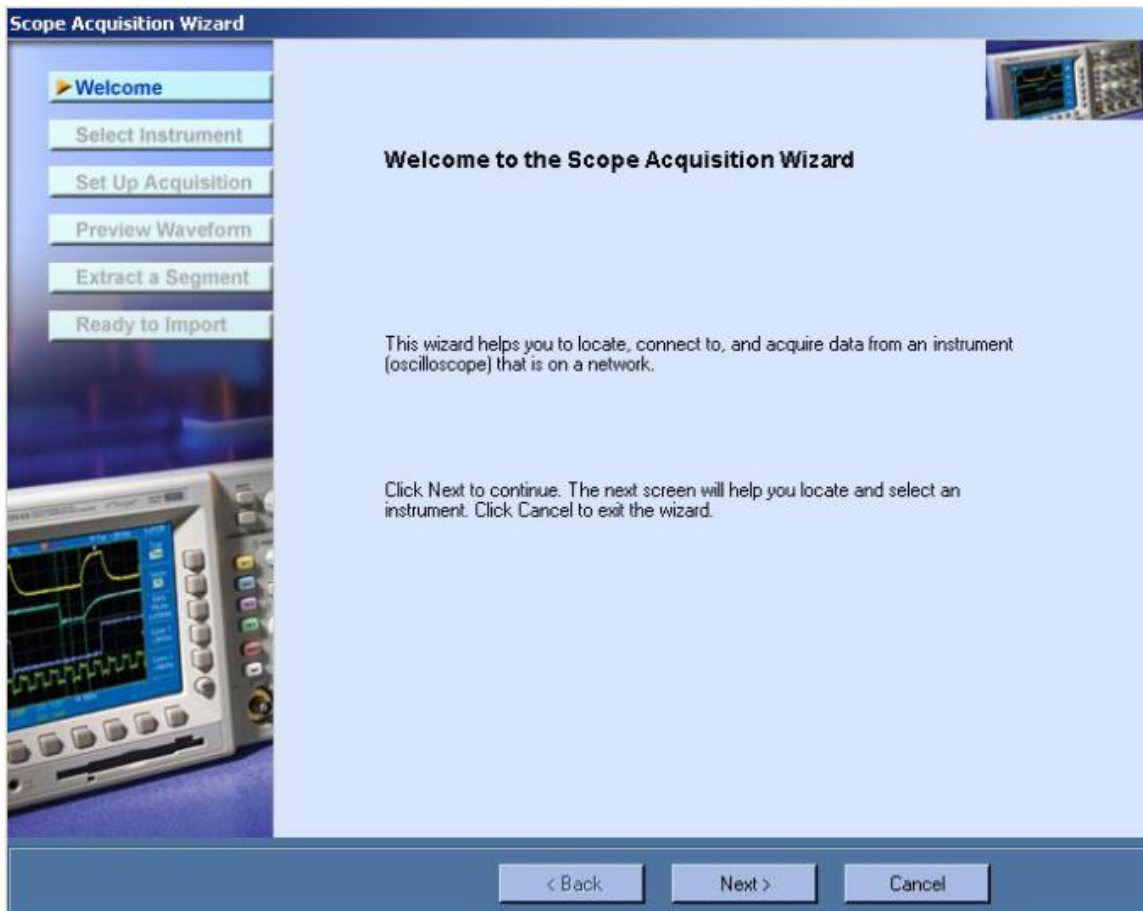 Scope Acquisition Wizard
Welcome
Select Instrument
Set Up Acquisition
Preview Waveform
Extract a Segment
Ready to Import
Welcome to the Scope Acquisition Wizard
This wizard helps you to locate, connect to, and acquire data from an instrument
(oscilloscope) that is on a network.
Click Next to continue. The next screen will help you locate and select an
instrument. Click Cancel to exit the wizard.
< Back
Next >
Cancel